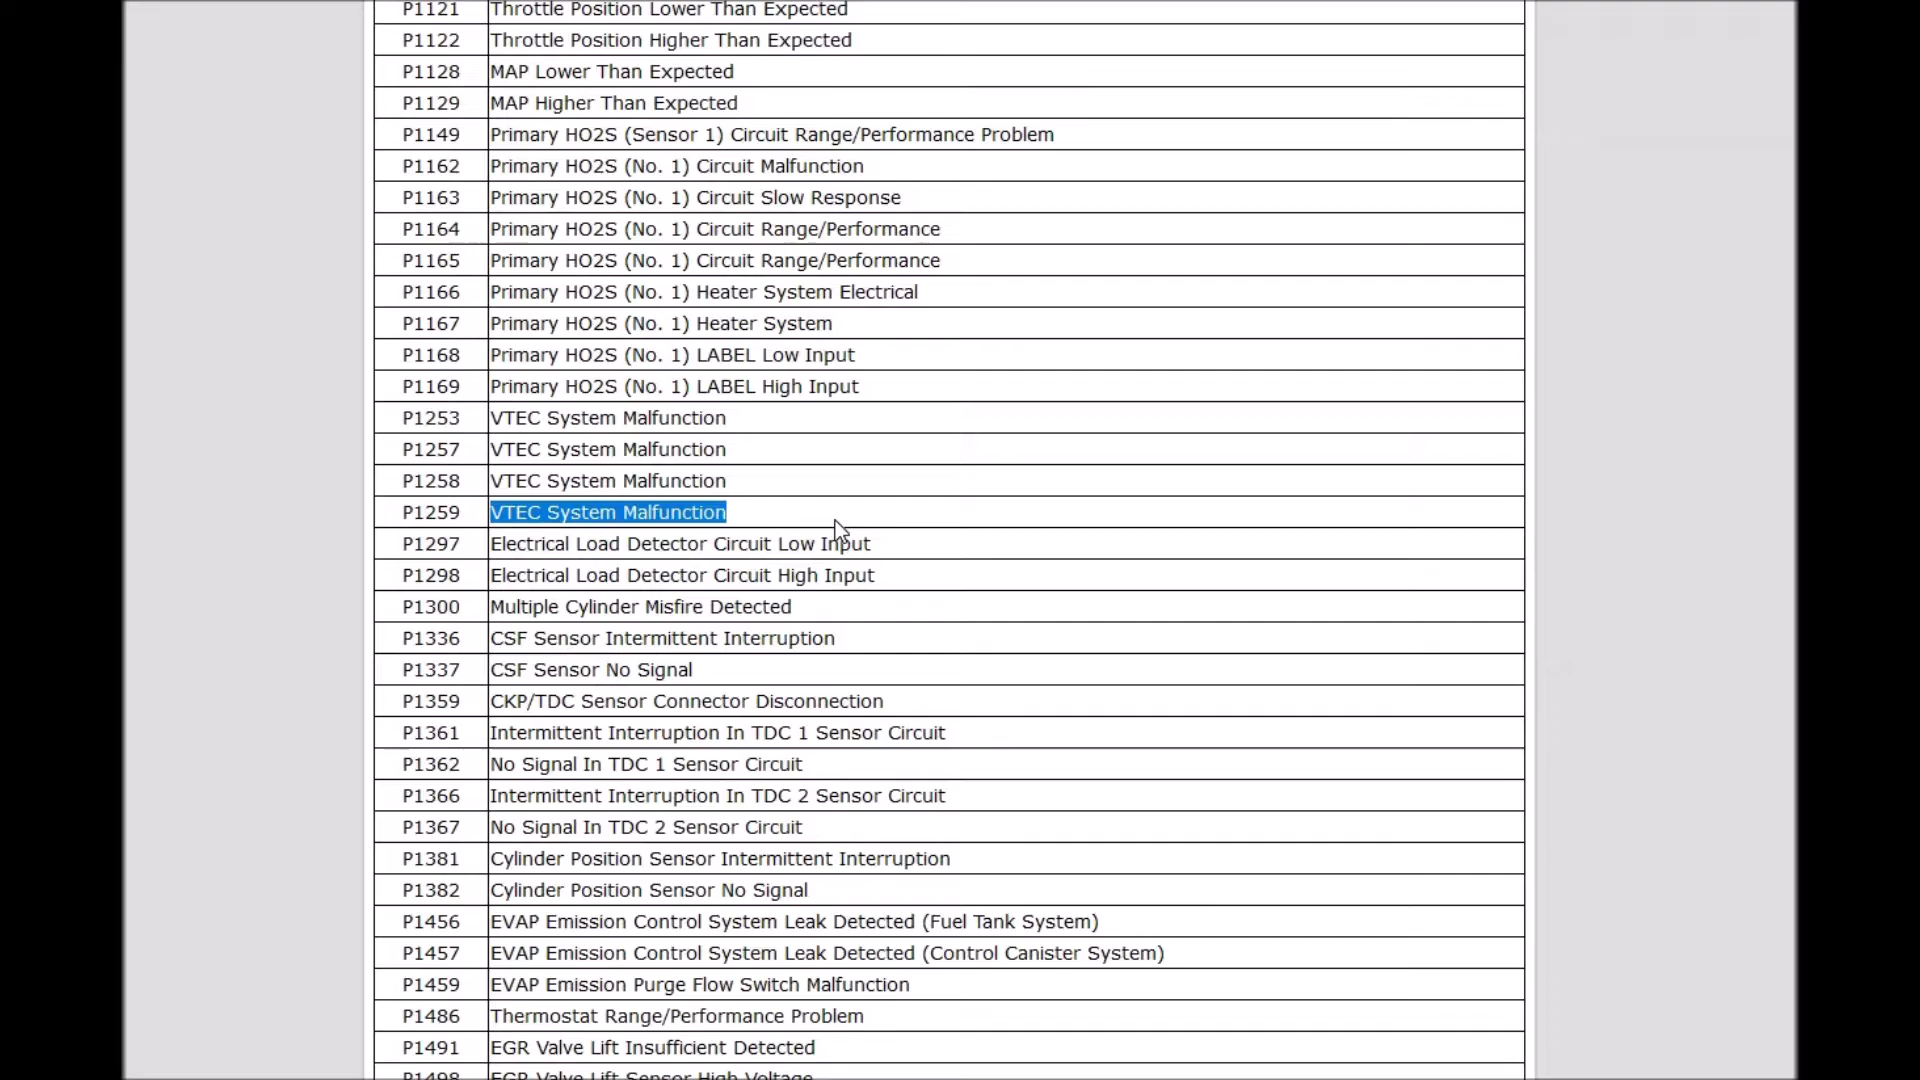 P1121 Throttle Position Lower Than Expected
P1122 Throttle Position Higher Than Expected
P1128 MAP Lower Than Expected
P1129 MAP Higher Than Expected
P1149 Primary HO2S (Sensor 1) Circuit Range/Performance Problem
P1162 Primary HO2S (No. 1) Circuit Malfunction
P1163 Primary HO2S (No. 1) Circuit Slow Response
P1164 Primary HO2S (No. 1) Circuit Range/Performance
P1165 Primary HO2S (No. 1) Circuit Range/Performance
P1166 Primary HO2S (No. 1) Heater System Electrical
P1167 Primary HO2S (No. 1) Heater System
P1168 Primary HO2S (No. 1) LABEL Low Input
P1169 Primary HO2S (No. 1) LABEL High Input
P1253 VTEC System Malfunction
P1257 VTEC System Malfunction
P1258 VTEC System Malfunction
P1259 VTEC System Malfunction
P1297 Electrical Load Detector Circuit Low Input
P1298 Electrical Load Detector Circuit High Input
P1300 Multiple Cylinder Misfire Detected
P1336 CSF Sensor Intermittent Interruption
P1337 CSF Sensor No Signal
P1359 CKP/TDC Sensor Connector Disconnection
P1361 Intermittent Interruption In TDC 1 Sensor Circuit
P1362 No Signal In TDC 1 Sensor Circuit
P1366 Intermittent Interruption In TDC 2 Sensor Circuit
P1367 No Signal In TDC 2 Sensor Circuit
P1381 Cylinder Position Sensor Intermittent Interruption
P1382 Cylinder Position Sensor No Signal
P1456 EVAP Emission Control System Leak Detected (Fuel Tank System)
P1457 EVAP Emission Control System Leak Detected (Control Canister System)
P1459 EVAP Emission Purge Flow Switch Malfunction
P1486 Thermostat Range/Performance Problem
P1491 EGR Valve Lift Insufficient Detected
P1498 EGR Valve Lift Sensor High Voltage